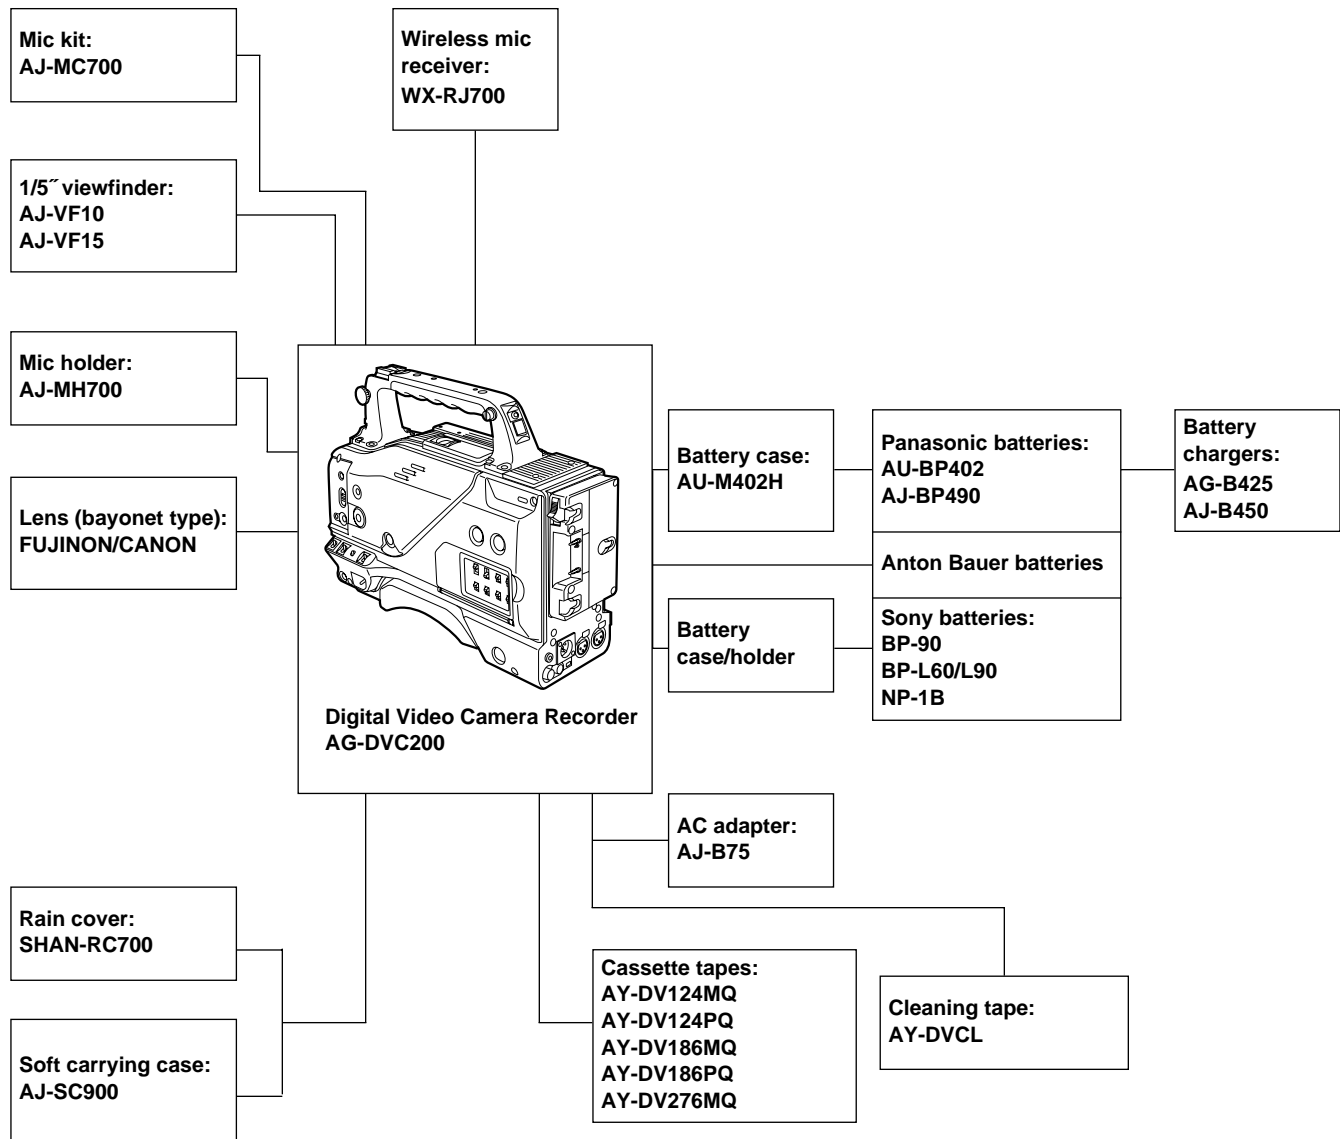 Mic kit:
AJ-MC700
Wireless mic
receiver:
WX-RJ700
1/5˝ viewfinder:
AJ-VF10
AJ-VF15
Mic holder:
AJ-MH700
Lens (bayonet type):
FUJINON/CANON
Digital Video Camera Recorder
AG-DVC200
Battery case:
AU-M402H
Panasonic batteries:
AU-BP402
AJ-BP490
Battery
chargers:
AG-B425
AJ-B450
Anton Bauer batteries
Battery
case/holder
Sony batteries:
BP-90
BP-L60/L90
NP-1B
AC adapter:
AJ-B75
Rain cover:
SHAN-RC700
Soft carrying case:
AJ-SC900
Cassette tapes:
AY-DV124MQ
AY-DV124PQ
AY-DV186MQ
AY-DV186PQ
AY-DV276MQ
Cleaning tape:
AY-DVCL